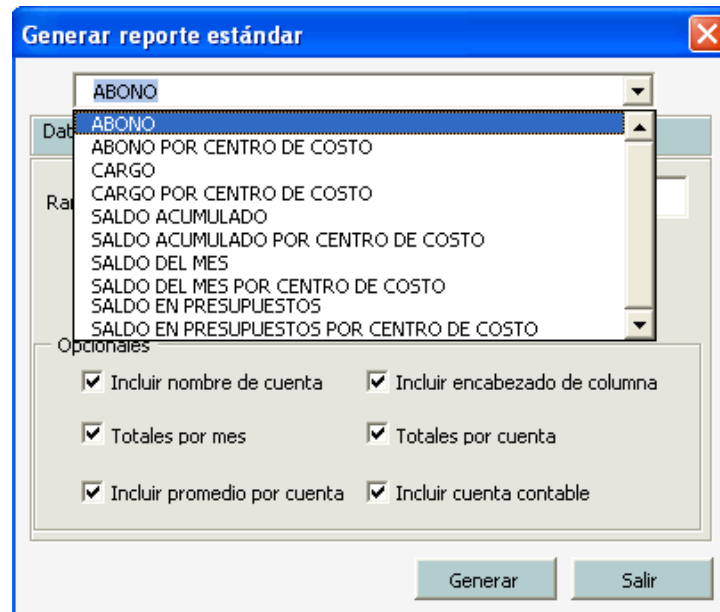 Generar reporte estándar
ABONO
Dat
ABONO
ABONO POR CENTRO DE COSTO
CARGO
Ran
CARGO POR CENTRO DE COSTO
SALDO ACUMULADO
SALDO ACUMULADO POR CENTRO DE COSTO
SALDO DEL MES
SALDO DEL MES POR CENTRO DE COSTO
SALDO EN PRESUPUESTOS
SALDO EN PRESUPUESTOS POR CENTRO DE COSTO
Opcionales
Incluir nombre de cuenta Incluir encabezado de columna
Totales por mes Totales por cuenta
Incluir promedio por cuenta Incluir cuenta contable
Generar Salir